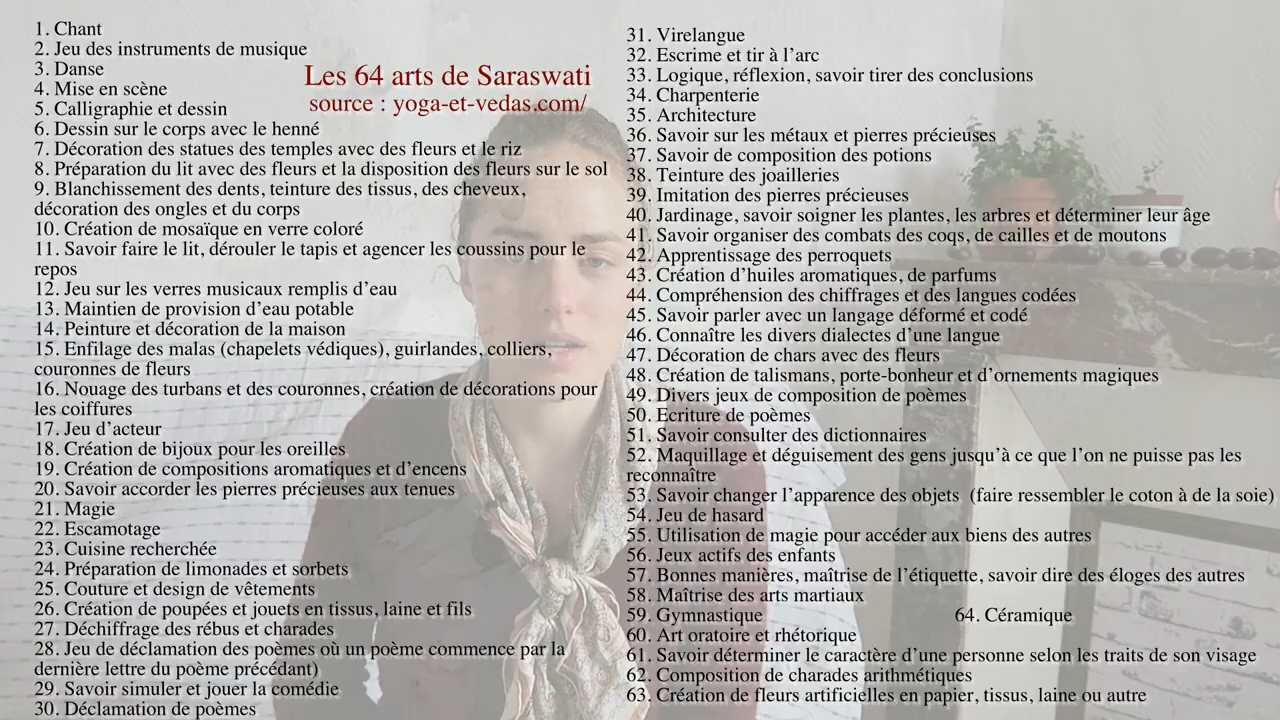 1. Chant
2. Jeu des instruments de musique
3. Danse
4. Mise en scène
5. Calligraphie et dessin
6. Dessin sur le corps avec le henné
7. Décoration des statues des temples avec des fleurs et le riz
8. Préparation du lit avec des fleurs et la disposition des fleurs sur le sol
9. Blanchissement des dents, teinture des tissus, des cheveux,
décoration des ongles et du corps
10. Création de mosaïque en verre coloré
11. Savoir faire le lit, dérouler le tapis et agencer les coussins pour le
repos
12. Jeu sur les verres musicaux remplis d'eau
13. Maintien de provision d'eau potable
14. Peinture et décoration de la maison
15. Enfilage des malas (chapelets védiques), guirlandes, colliers,
couronnes de fleurs
16. Nouage des turbans et des couronnes, création de décorations pour
les coiffures
17. Jeu d'acteur
18. Création de bijoux pour les oreilles
19. Création de compositions aromatiques et d'encens
20. Savoir accorder les pierres précieuses aux tenues
21. Magie
22. Escamotage
23. Cuisine recherchée
24. Préparation de limonades et sorbets
25. Couture et design de vêtements
26. Création de poupées et jouets en tissus, laine et fils
27. Déchiffrage des rébus et charades
28. Jeu de déclamation des poèmes où un poème commence par la
dernière lettre du poème précédant)
29. Savoir simuler et jouer la comédie
30. Déclamation de poèmes
Les 64 arts de Saraswati
source : yoga-et-vedas.com/
31. Virelangue
32. Escrime et tir à l'arc
33. Logique, réflexion, savoir tirer des conclusions
34. Charpenterie
35. Architecture
36. Savoir sur les métaux et pierres précieuses
37. Savoir de composition des potions
38. Teinture des joailleries
39. Imitation des pierres précieuses
40. Jardinage, savoir soigner les plantes, les arbres et déterminer leur âge
41. Savoir organiser des combats des coqs, de cailles et de moutons
42. Apprentissage des perroquets
43. Création d'huiles aromatiques, de parfums
44. Compréhension des chiffrages et des langues codées
45. Savoir parler avec un langage déformé et codé
46. Connaître les divers dialectes d'une langue
47. Décoration de chars avec des fleurs
48. Création de talismans, porte-bonheur et d'ornements magiques
49. Divers jeux de composition de poèmes
50. Ecriture de poèmes
51. Savoir consulter des dictionnaires
52. Maquillage et déguisement des gens jusqu'à ce que l'on ne puisse pas les
reconnaître
53. Savoir changer l'apparence des objets (faire ressembler le coton à de la soie)
54. Jeu de hasard
55. Utilisation de magie pour accéder aux biens des autres
56. Jeux actifs des enfants
57. Bonnes manières, maîtrise de l'étiquette, savoir dire des éloges des autres
58. Maîtrise des arts martiaux
59. Gymnastique
60. Art oratoire et rhétorique
61. Savoir déterminer le caractère d'une personne selon les traits de son visage
62. Composition de charades arithmétiques
63. Création de fleurs artificielles en papier, tissus, laine ou autre
64. Céramique